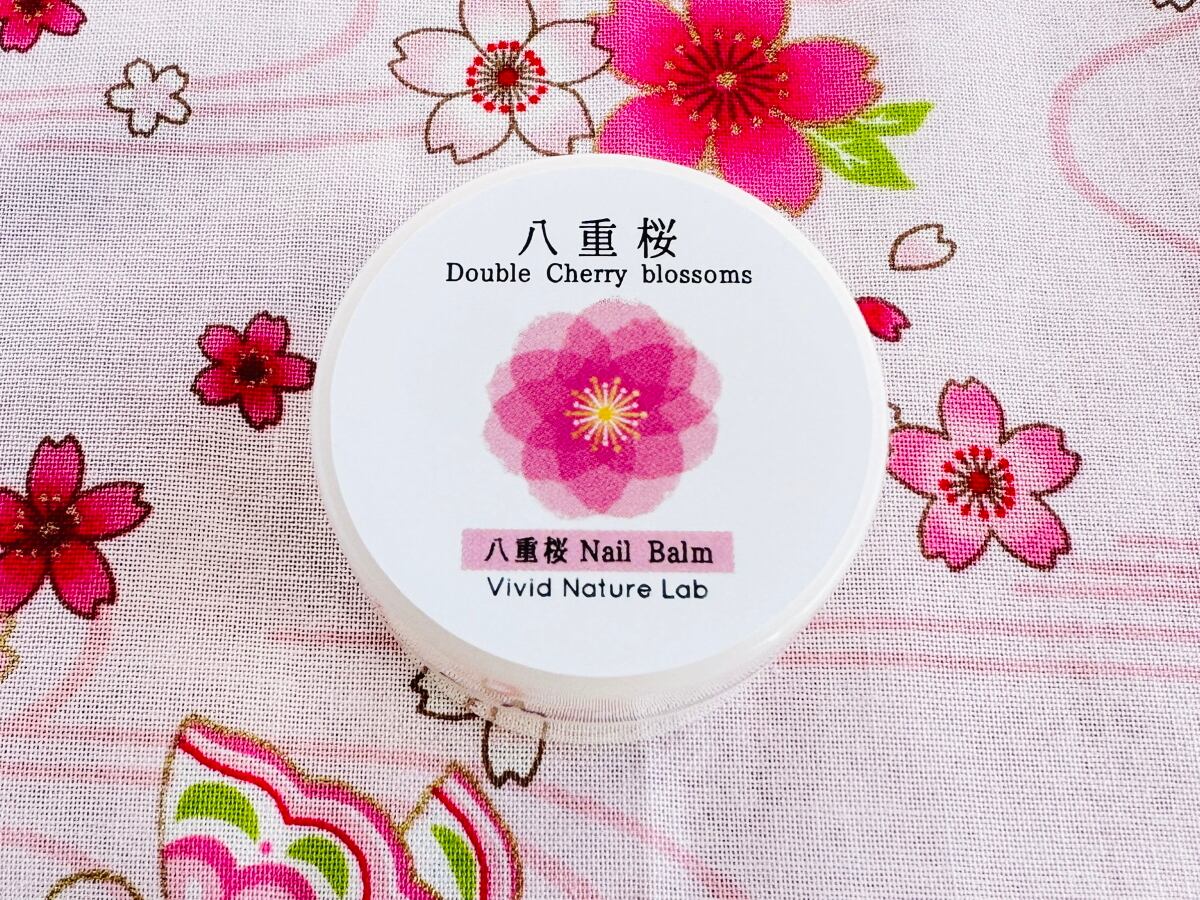 八重桜
Double Cherry blossoms
八重桜 Nail Balm
Vivid Nature Lab